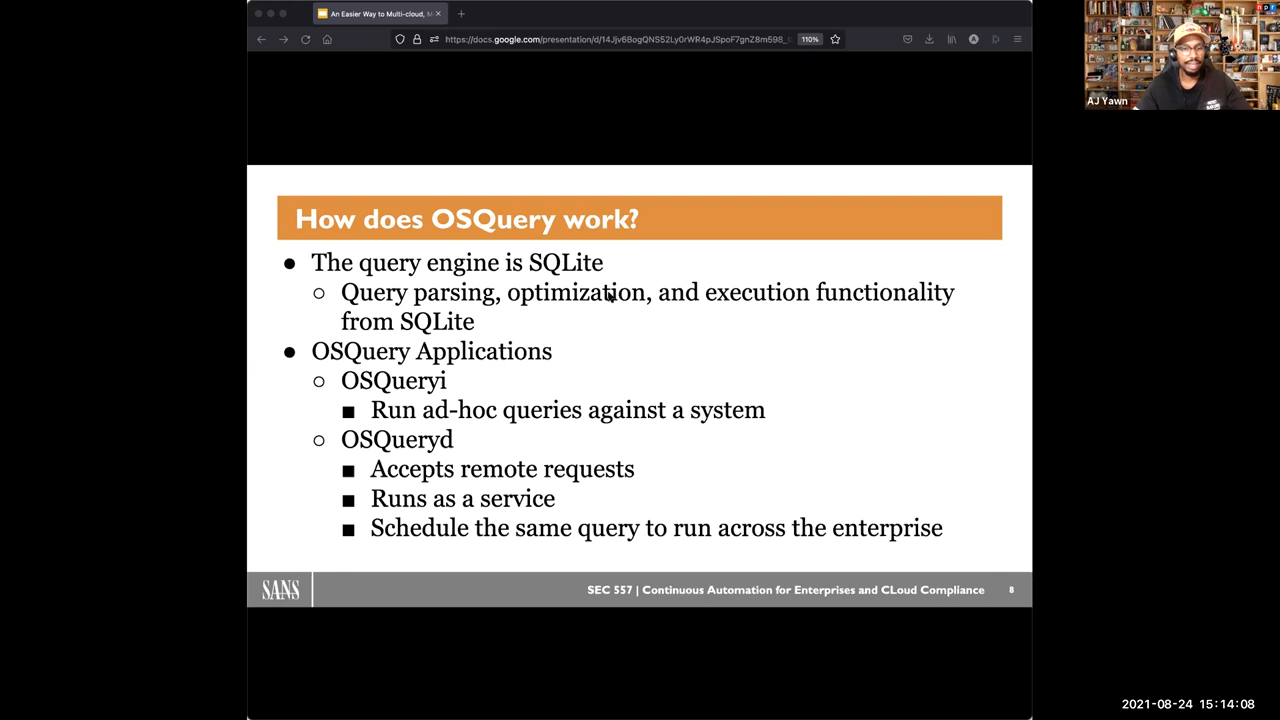 An Easier Way to Multi-cloud, M
https://docs.google.com/presentation/d/14Jjv6BogQNS52Ly0rWR4pJSpoF7gnZ8m598_
110%
npr
AJ Yawn
How does OSQuery work?
● The query engine is SQLite
○ Query parsing, optimization, and execution functionality
from SQLite
● OSQuery Applications
○ OSQueryi
■ Run ad-hoc queries against a system
○ OSQueryd
■ Accepts remote requests
■ Runs as a service
■ Schedule the same query to run across the enterprise
SANS
SEC 557 | Continuous Automation for Enterprises and CLoud Compliance
8
2021-08-24 15:14:08